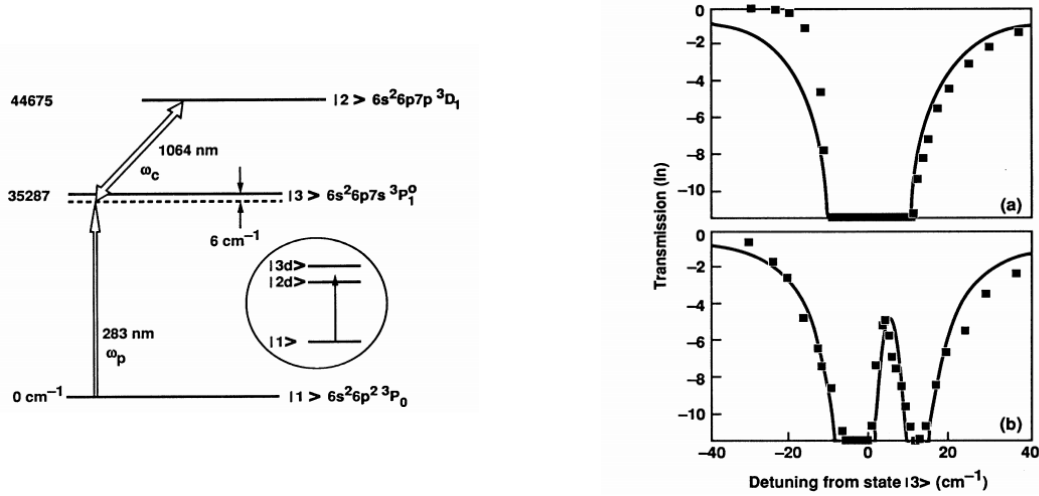 44675
|2> 6s²6p7p ³D₁
1064 nm
ω_c
35287
|3> 6s²6p7s ³P₁⁰
6 cm⁻¹
|3d>
|2d>
|1>
283 nm
ω_p
0 cm⁻¹
|1> 6s²6p² ³P₀
Transmission (ln)
0
−2
−4
−6
−8
−10
(a)
0
−2
−4
−6
−8
−10
(b)
−40 −20 0 20 40
Detuning from state |3> (cm⁻¹)